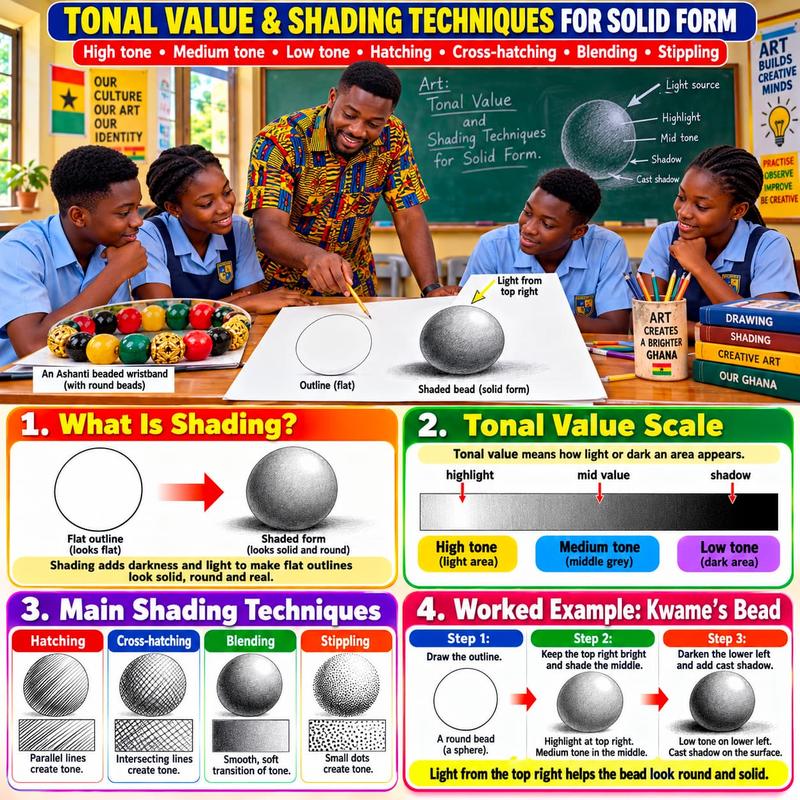 TONAL VALUE & SHADING TECHNIQUES FOR SOLID FORM
High tone • Medium tone • Low tone • Hatching • Cross-hatching • Blending • Stippling
OUR
CULTURE
OUR ART
OUR
IDENTITY
Art:
Tonal Value
and
Shading Techniques
for Solid Form.
Light source
Highlight
Mid tone
Shadow
Cast shadow
ART
BUILDS
CREATIVE
MINDS
PRACTISE
OBSERVE
IMPROVE
BE CREATIVE
Light from
top right
An Ashanti beaded wristband
(with round beads)
Outline (flat)
Shaded bead (solid form)
ART
CREATES
A BRIGHTER
GHANA
DRAWING
SHADING
CREATIVE ART
OUR GHANA
1. What Is Shading?
Flat outline
(looks flat)
Shaded form
(looks solid and round)
Shading adds darkness and light to make flat outlines
look solid, round and real.
2. Tonal Value Scale
Tonal value means how light or dark an area appears.
highlight
mid value
shadow
High tone
(light area)
Medium tone
(middle grey)
Low tone
(dark area)
3. Main Shading Techniques
Hatching
Parallel lines
create tone.
Cross-hatching
Intersecting lines
create tone.
Blending
Smooth, soft
transition of tone.
Stippling
Small dots
create tone.
4. Worked Example: Kwame's Bead
Step 1:
Draw the outline.
A round bead
(a sphere).
Step 2:
Keep the top right bright
and shade the middle.
Highlight at top right.
Medium tone in the middle.
Step 3:
Darken the lower left
and add cast shadow.
Low tone on lower left.
Cast shadow on the surface.
Light from the top right helps the bead look round and solid.